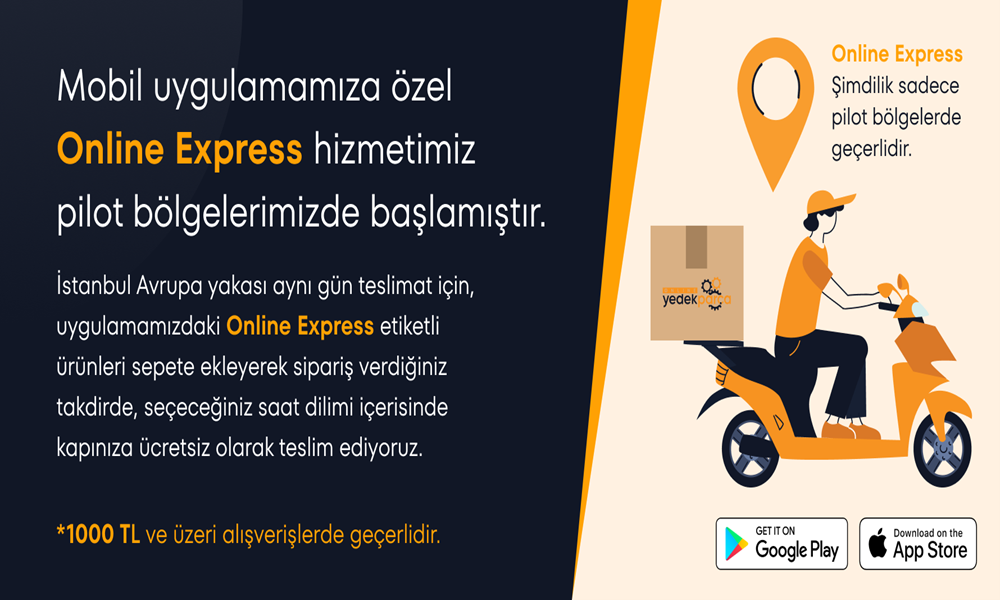 Mobil uygulamamıza özel
Online Express hizmetimiz
pilot bölgelerimizde başlamıştır.
İstanbul Avrupa yakası aynı gün teslimat için,
uygulamamızdaki Online Express etiketli
ürünleri sepete ekleyerek sipariş verdiğiniz
takdirde, seçeceğiniz saat dilimi içerisinde
kapınıza ücretsiz olarak teslim ediyoruz.
*1000 TL ve üzeri alışverişlerde geçerlidir.
Online Express
Şimdilik sadece
pilot bölgelerde
geçerlidir.
yedekparça
GET IT ON
Google Play
Download on the
App Store